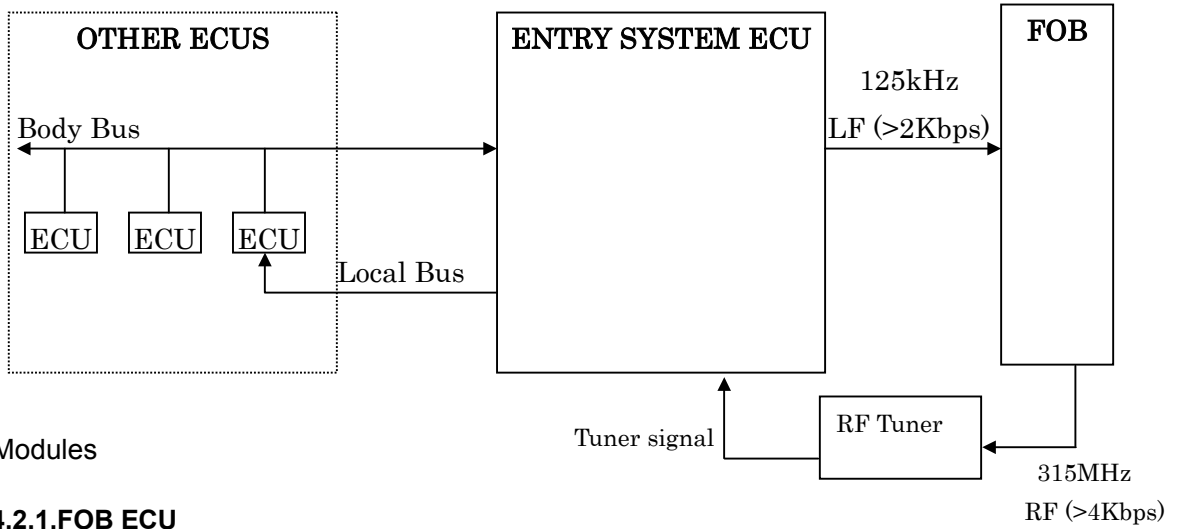 OTHER ECUS
ENTRY SYSTEM ECU
FOB
125kHz
LF (>2Kbps)
Body Bus
ECU
ECU
ECU
Local Bus
Tuner signal
RF Tuner
315MHz
RF (>4Kbps)
Modules
4.2.1.FOB ECU